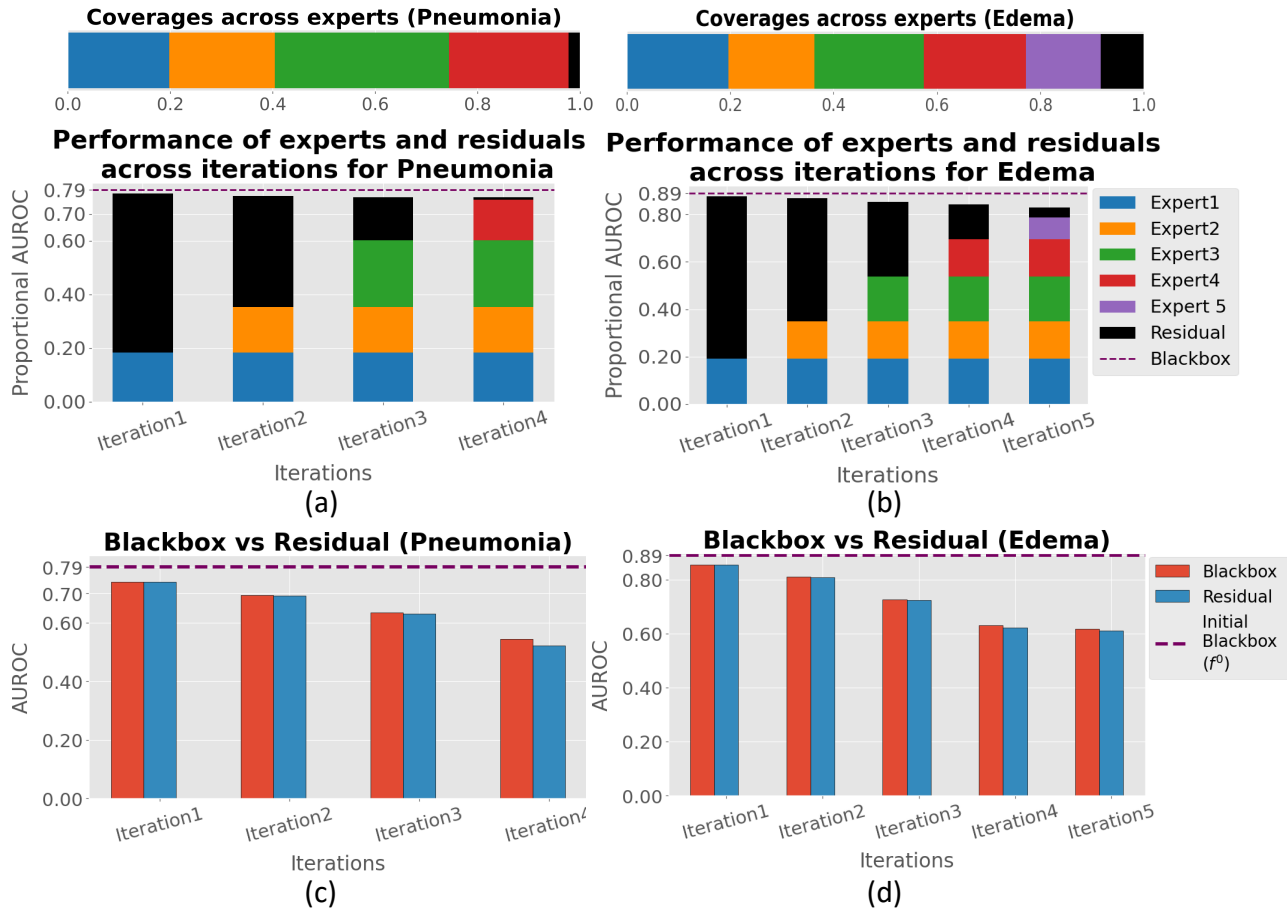 Coverages across experts (Pneumonia)
0.0 0.2 0.4 0.6 0.8 1.0
Performance of experts and residuals
across iterations for Pneumonia
Proportional AUROC
0.79
0.70
0.60
0.40
0.20
0.00
Iteration1 Iteration2 Iteration3 Iteration4
Iterations
(a)
Coverages across experts (Edema)
0.0 0.2 0.4 0.6 0.8 1.0
Performance of experts and residuals
across iterations for Edema
Proportional AUROC
0.89
0.80
0.60
0.40
0.20
0.00
Iteration1 Iteration2 Iteration3 Iteration4 Iteration5
Iterations
(b)
Expert1
Expert2
Expert3
Expert4
Expert 5
Residual
Blackbox
Blackbox vs Residual (Pneumonia)
AUROC
0.79
0.70
0.60
0.40
0.20
0.00
Iteration1 Iteration2 Iteration3 Iteration4
Iterations
(c)
Blackbox vs Residual (Edema)
AUROC
0.89
0.80
0.60
0.40
0.20
0.00
Iteration1 Iteration2 Iteration3 Iteration4 Iteration5
Iterations
(d)
Blackbox
Residual
Initial
Blackbox
(f⁰)